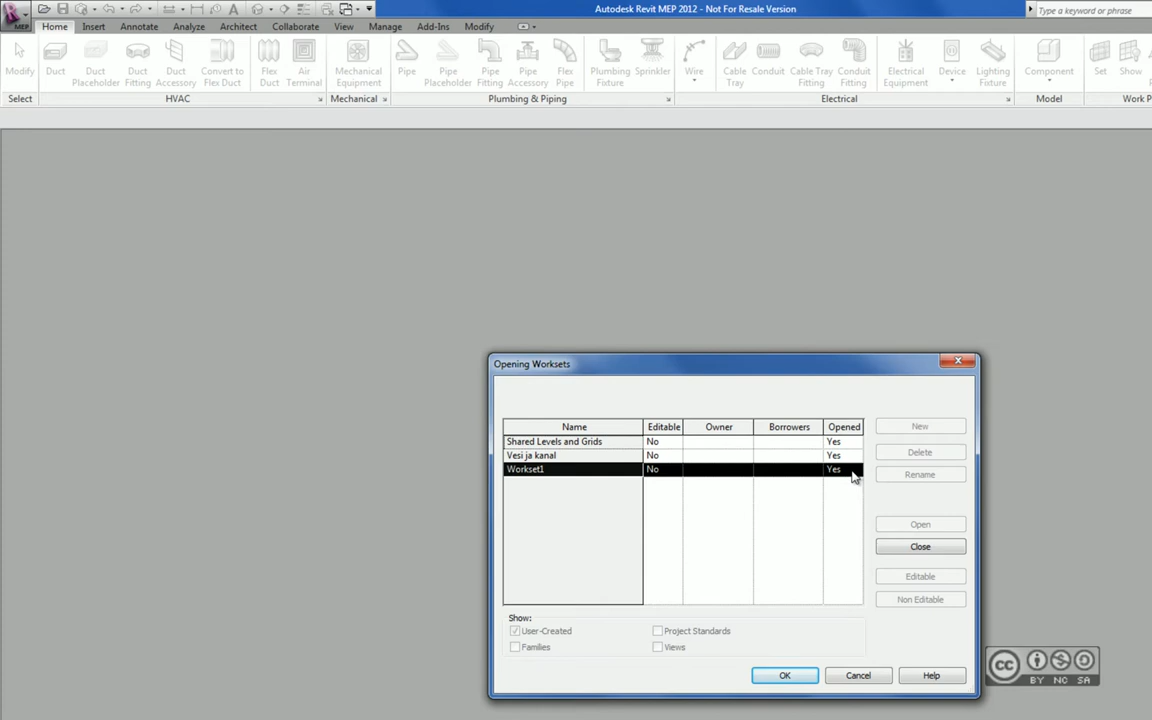 Autodesk Revit MEP 2012 - Not For Resale Version
Type a keyword or phrase
MEP
Home Insert Annotate Analyze Architect Collaborate View Manage Add-Ins Modify
Modify
Duct
Duct Placeholder
Duct Fitting
Duct Accessory
Convert to Flex Duct
Flex Duct
Air Terminal
Mechanical Equipment
Pipe
Pipe Placeholder
Pipe Fitting
Pipe Accessory
Flex Pipe
Plumbing Fixture
Sprinkler
Wire
Cable Tray
Conduit
Cable Tray Fitting
Conduit Fitting
Electrical Equipment
Device
Lighting Fixture
Component
Set
Show
Select HVAC Mechanical Plumbing & Piping Electrical Model Work P
Opening Worksets
Name Editable Owner Borrowers Opened
Shared Levels and Grids No Yes
Vesi ja kanal No Yes
Workset1 No Yes
New
Delete
Rename
Open
Close
Editable
Non Editable
Show:
User-Created Project Standards
Families Views
OK Cancel Help
cc
BY NC SA